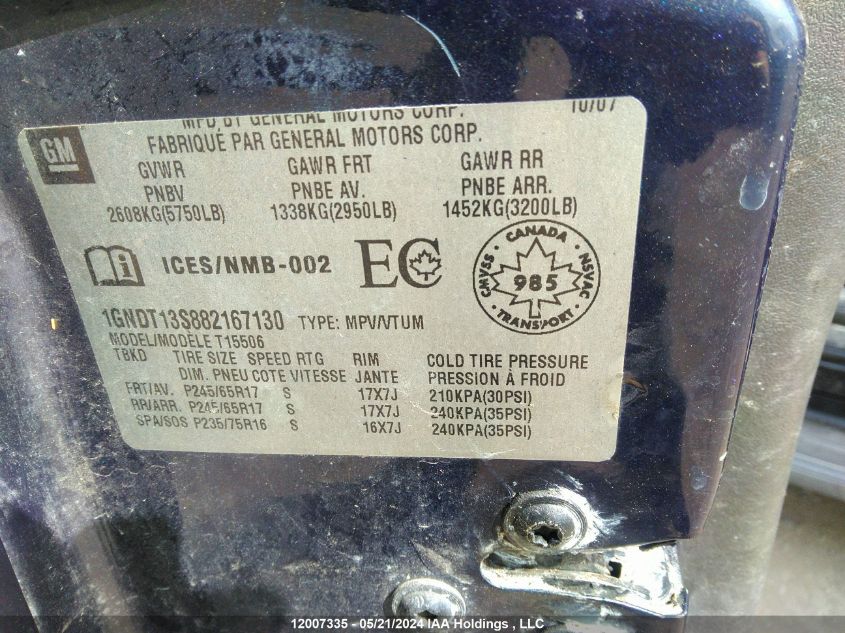 MFD BY GENERAL MOTORS CORP. 10/07
GM
FABRIQUÉ PAR GENERAL MOTORS CORP.
GVWR GAWR FRT GAWR RR
PNBV PNBE AV. PNBE ARR.
2608KG(5750LB) 1338KG(2950LB) 1452KG(3200LB)
ICES/NMB-002 EC
CANADA
CMVSS 985 NSVAC
TRANSPORT
1GNDT13S882167130 TYPE: MPV/VTUM
MODEL/MODÈLE T15506
TBKD TIRE SIZE SPEED RTG RIM COLD TIRE PRESSURE
DIM. PNEU COTE VITESSE JANTE PRESSION À FROID
FRT/AV. P245/65R17 S 17X7J 210KPA(30PSI)
RR/ARR. P245/65R17 S 17X7J 240KPA(35PSI)
SPA/SOS P235/75R16 S 16X7J 240KPA(35PSI)
12007335 - 05/21/2024 IAA Holdings , LLC